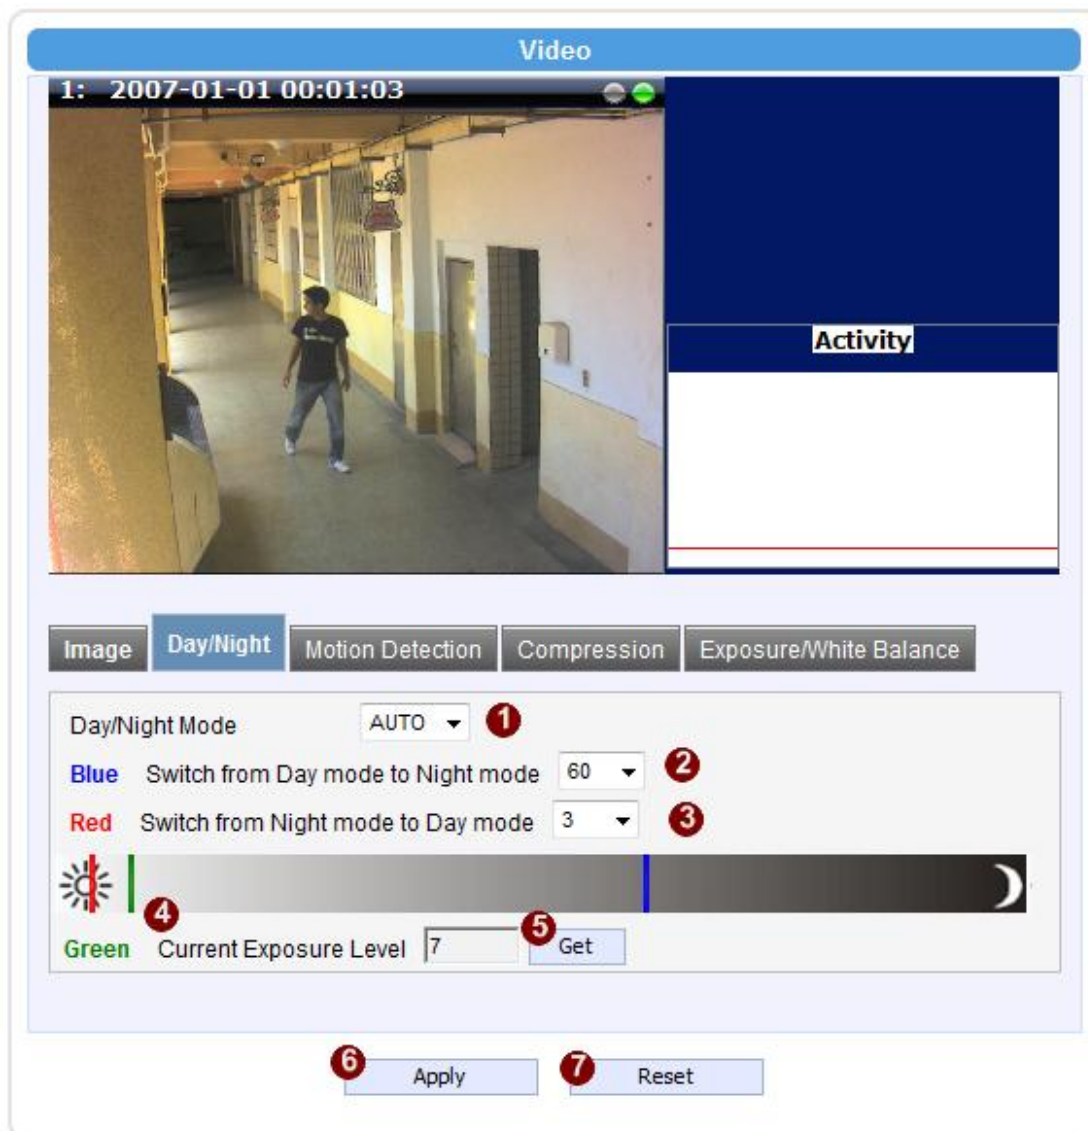 Video
1: 2007-01-01 00:01:03
Activity
Image Day/Night Motion Detection Compression Exposure/White Balance
Day/Night Mode AUTO 1
Blue Switch from Day mode to Night mode 60 2
Red Switch from Night mode to Day mode 3 3
4
Green Current Exposure Level 7 5 Get
6 Apply 7 Reset